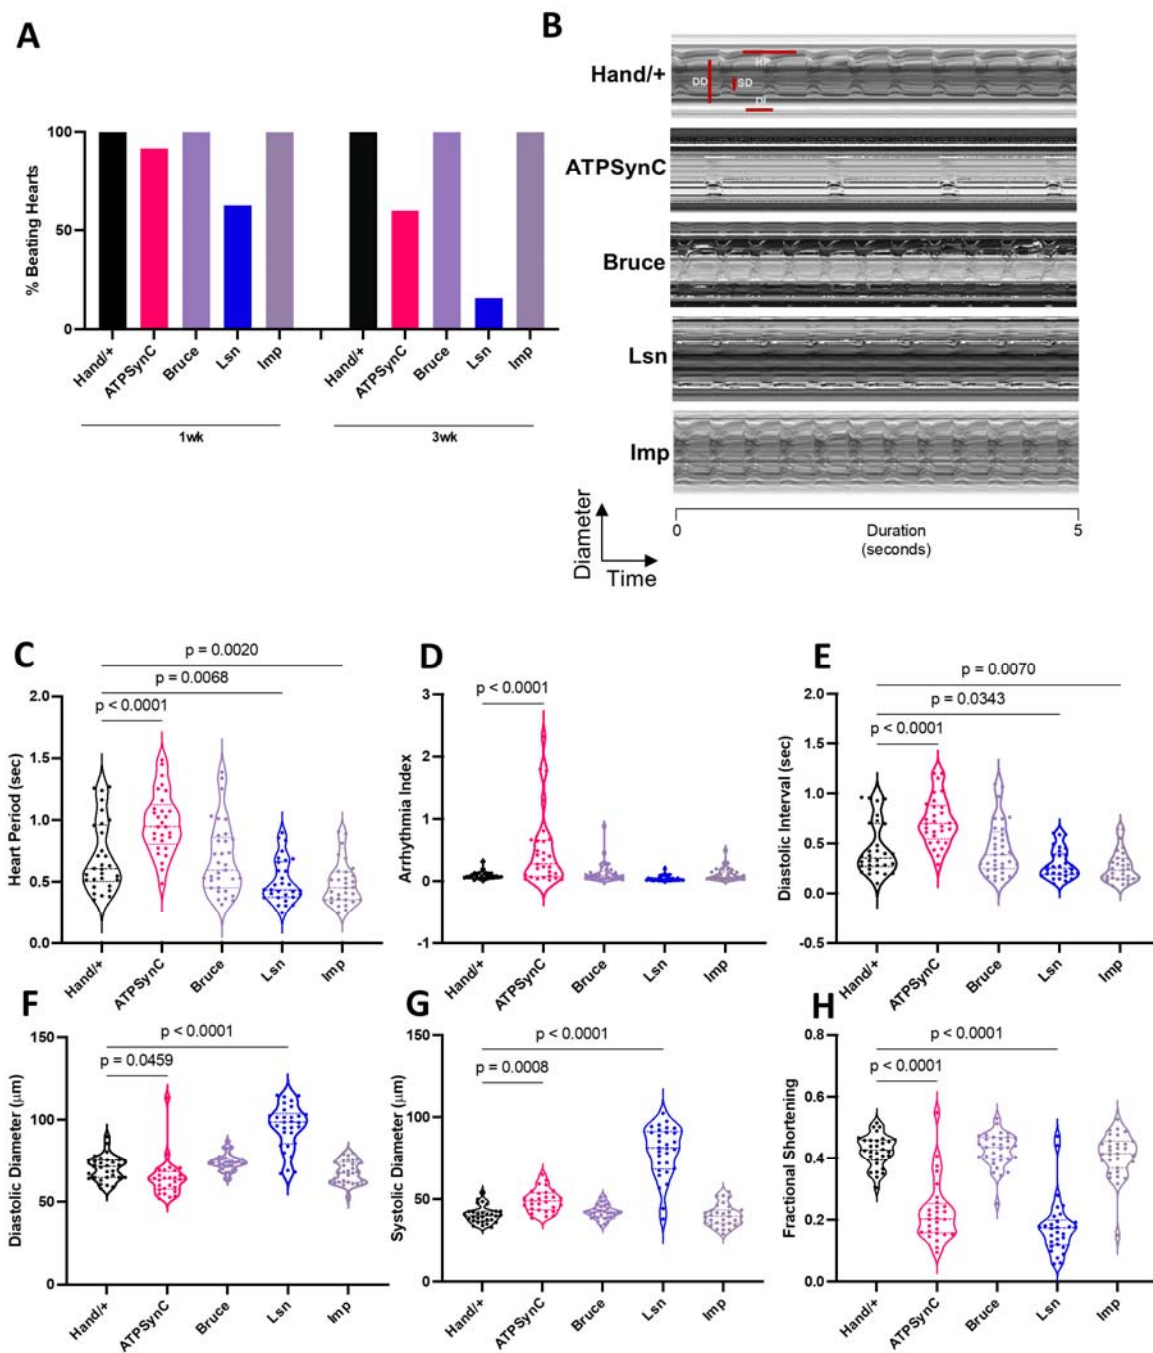 A
B
100
50
0
% Beating Hearts
Hand/+
ATPSynC
Bruce
Lsn
Imp
Hand/+
ATPSynC
Bruce
Lsn
Imp
1wk
3wk
Hand/+
HP
DD
SD
DI
ATPSynC
Bruce
Lsn
Imp
Diameter
Time
0
Duration
(seconds)
5
C
p = 0.0020
p = 0.0068
p < 0.0001
2.0
1.5
1.0
0.5
0.0
Heart Period (sec)
Hand/+
ATPSynC
Bruce
Lsn
Imp
D
p < 0.0001
3
2
1
0
-1
Arrhythmia Index
Hand/+
ATPSynC
Bruce
Lsn
Imp
E
p = 0.0070
p = 0.0343
p < 0.0001
2.0
1.5
1.0
0.5
0.0
-0.5
Diastolic Interval (sec)
Hand/+
ATPSynC
Bruce
Lsn
Imp
F
p < 0.0001
p = 0.0459
150
100
50
0
Diastolic Diameter (µm)
Hand/+
ATPSynC
Bruce
Lsn
Imp
G
p < 0.0001
p = 0.0008
150
100
50
0
Systolic Diameter (µm)
Hand/+
ATPSynC
Bruce
Lsn
Imp
H
p < 0.0001
p < 0.0001
0.8
0.6
0.4
0.2
0.0
Fractional Shortening
Hand/+
ATPSynC
Bruce
Lsn
Imp